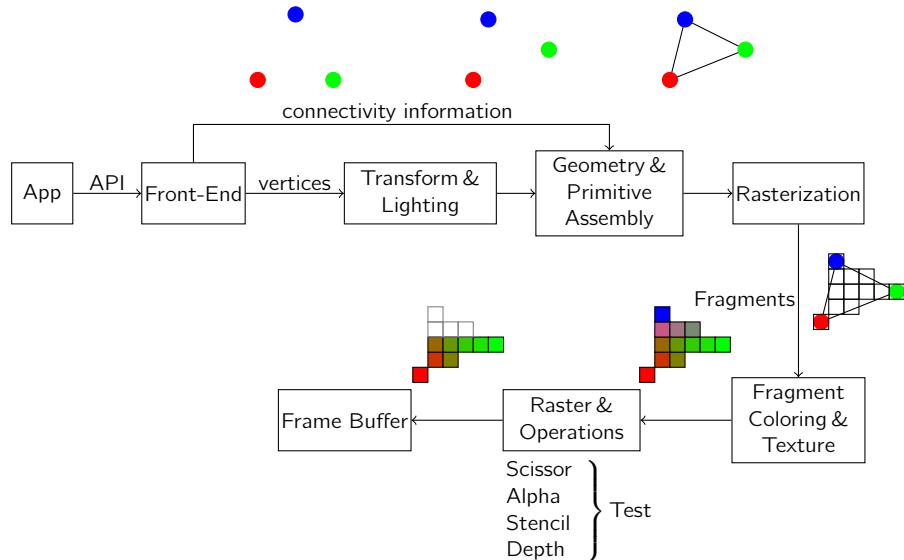 connectivity information
App
API
Front-End
vertices
Transform &
Lighting
Geometry &
Primitive
Assembly
Rasterization
Fragments
Fragment
Coloring &
Texture
Raster &
Operations
Frame Buffer
Scissor
Alpha
Stencil
Depth
Test